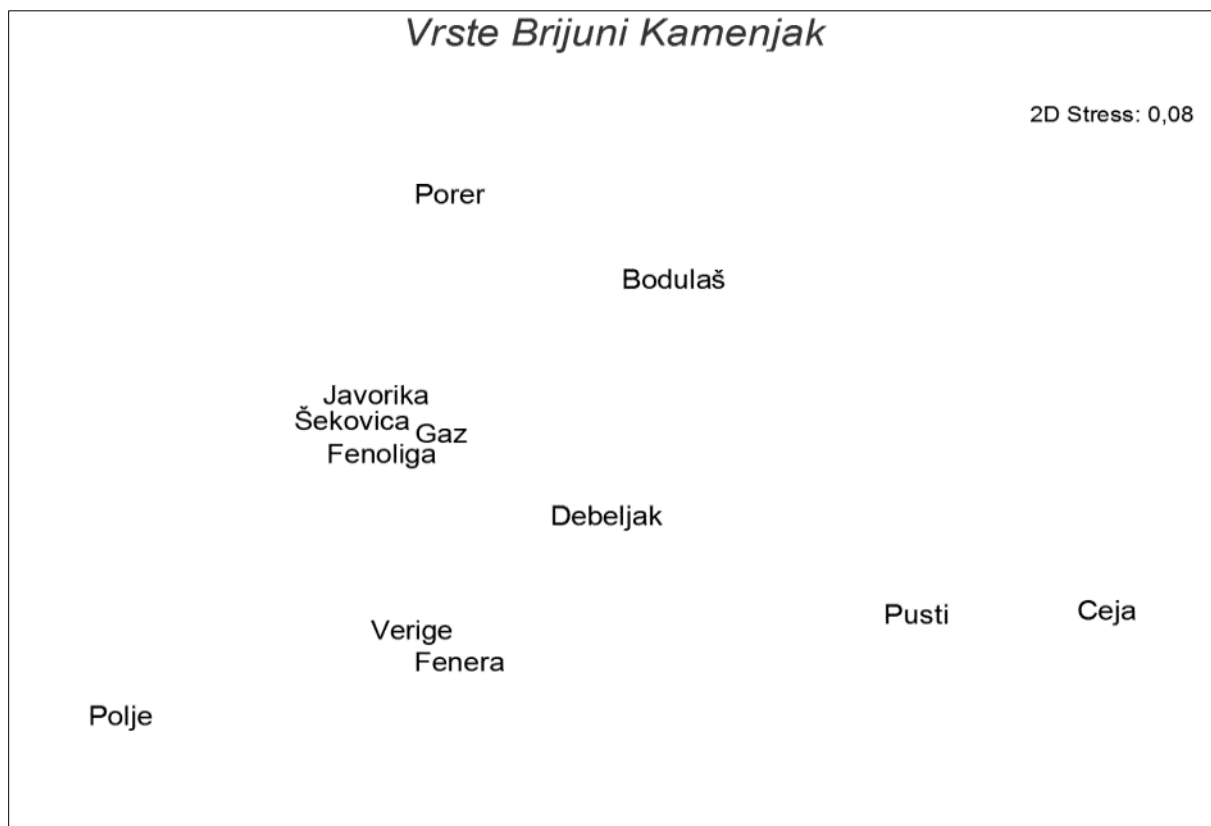 Vrste Brijuni Kamenjak
2D Stress: 0,08
Porer
Bodulaš
Javorika
Šekovica
Gaz
Fenoliga
Debeljak
Pusti
Ceja
Verige
Fenera
Polje